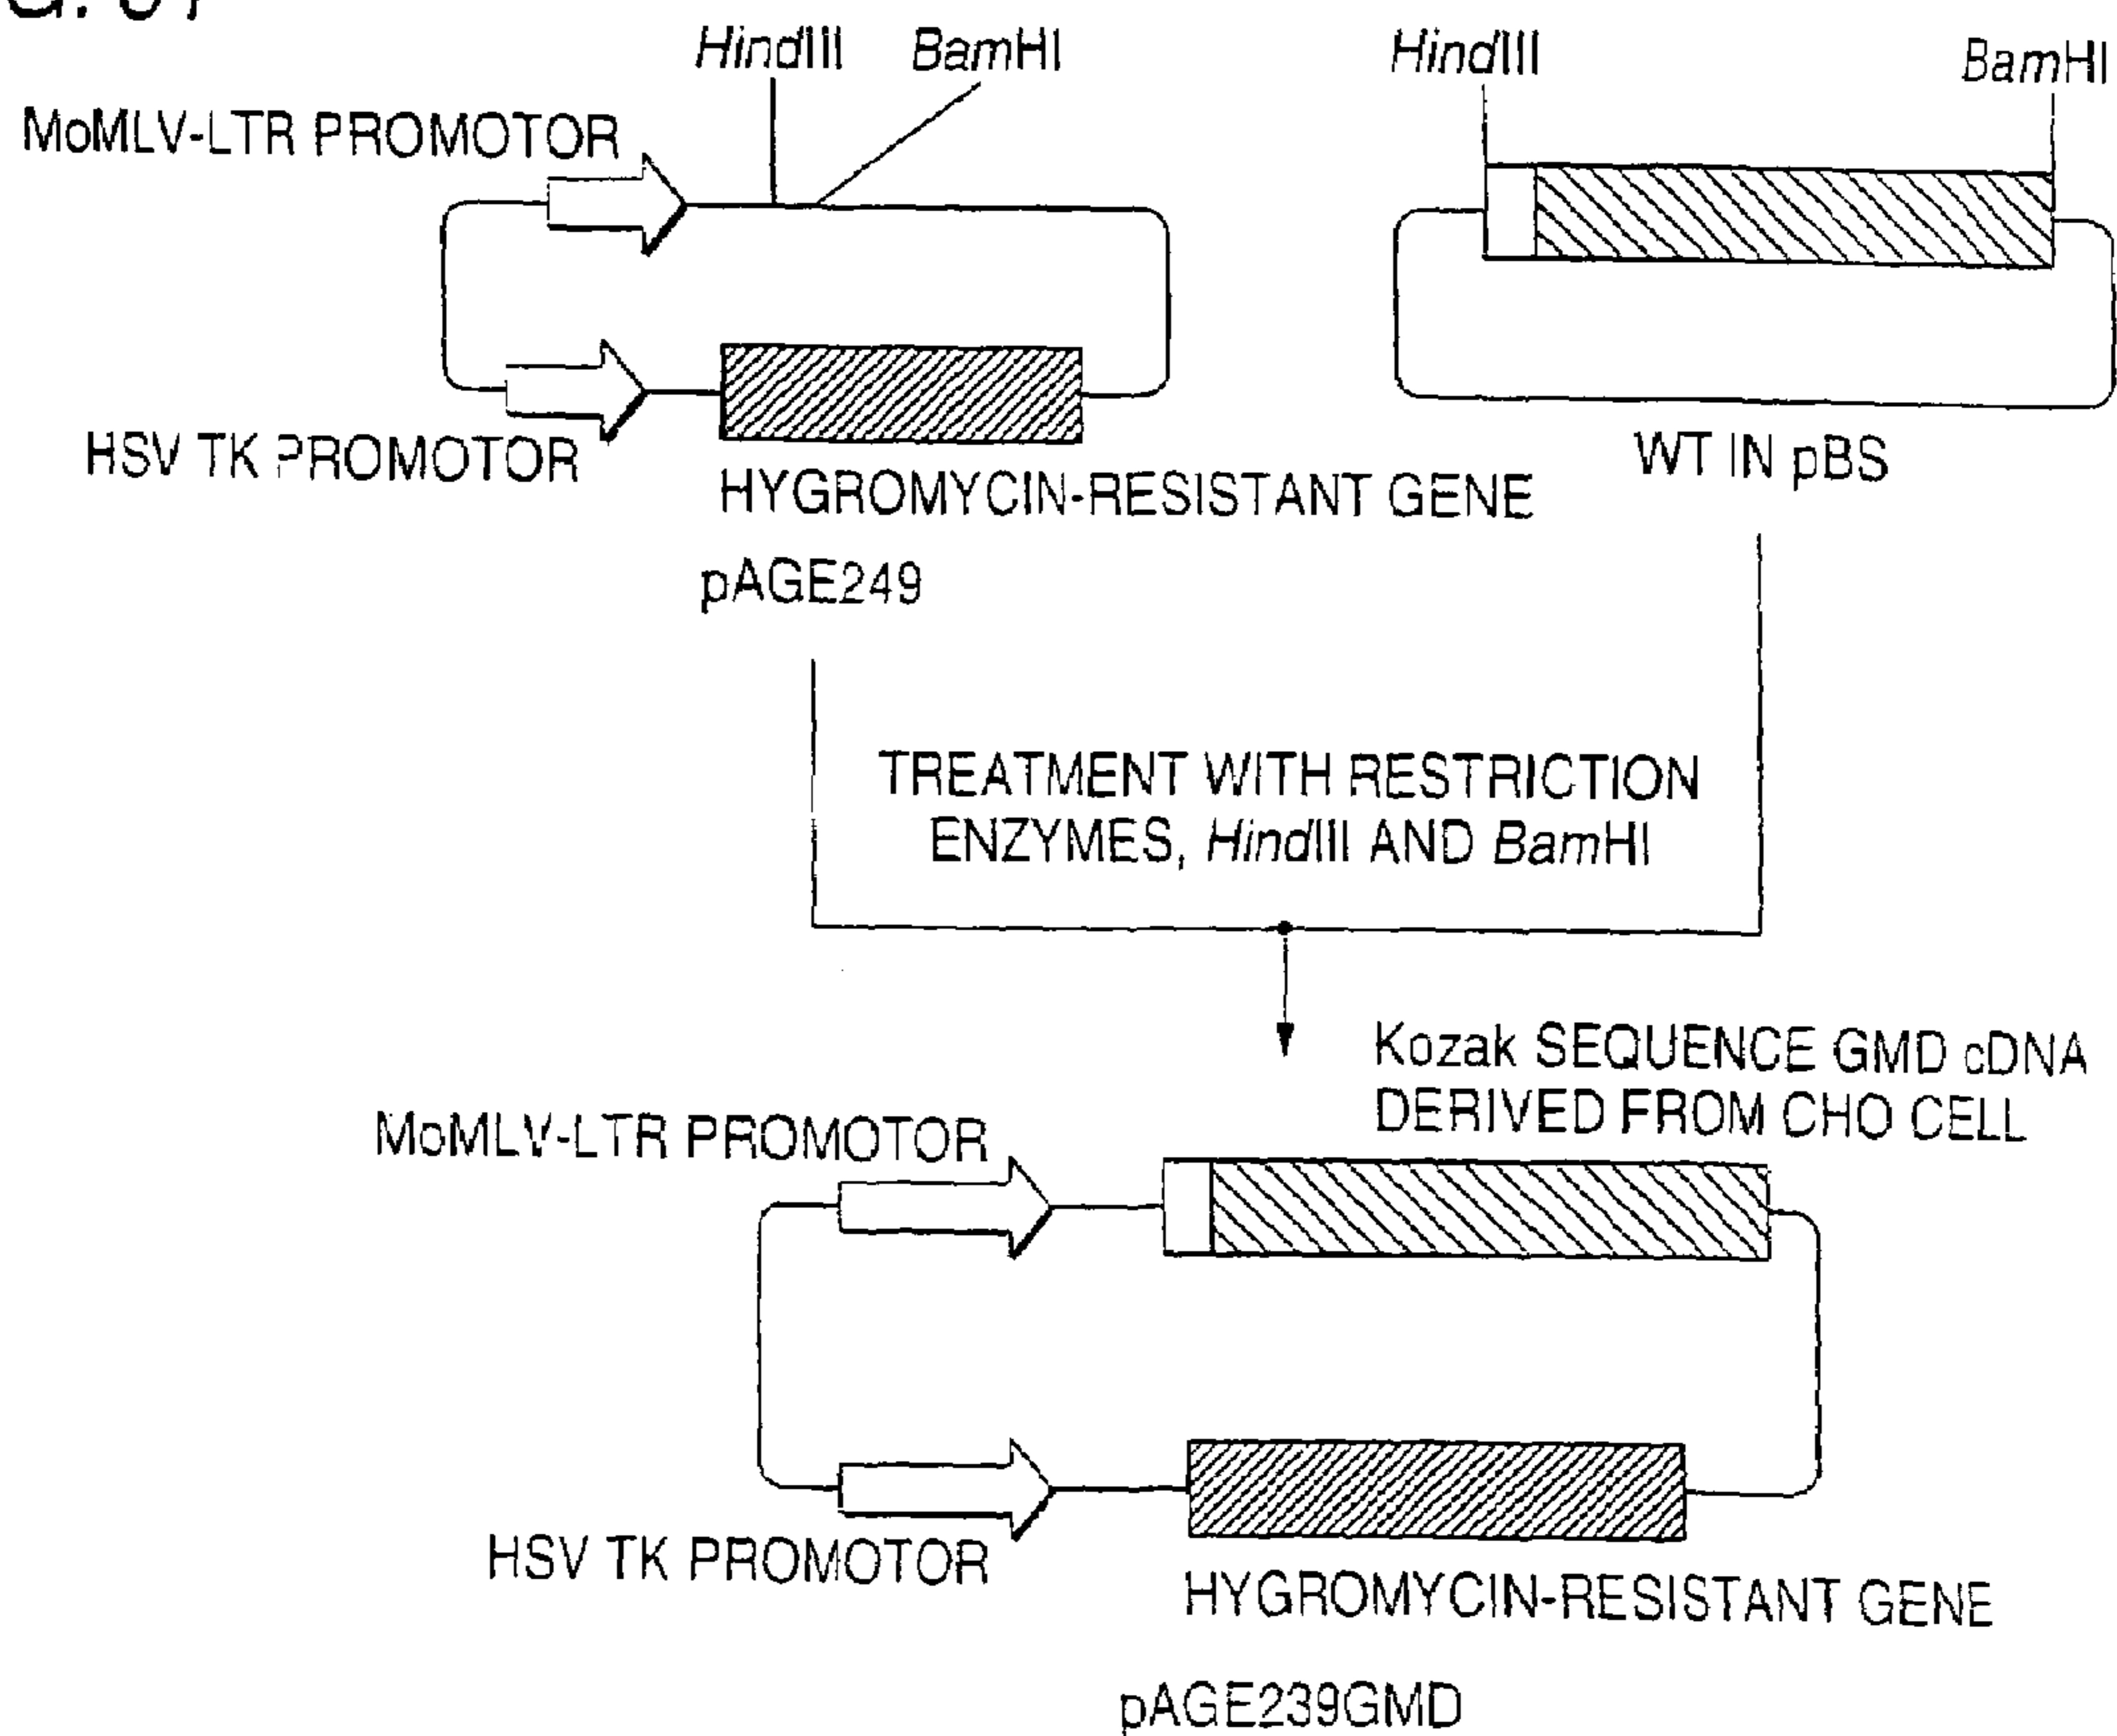 HindIII BamHI
HindIII BamHI
MoMLV-LTR PROMOTOR
HSV TK PROMOTOR
HYGROMYCIN-RESISTANT GENE
pAGE249
WT IN pBS
TREATMENT WITH RESTRICTION
ENZYMES, HindIII AND BamHI
Kozak SEQUENCE GMD cDNA
DERIVED FROM CHO CELL
MoMLV-LTR PROMOTOR
HSV TK PROMOTOR
HYGROMYCIN-RESISTANT GENE
pAGE239GMD